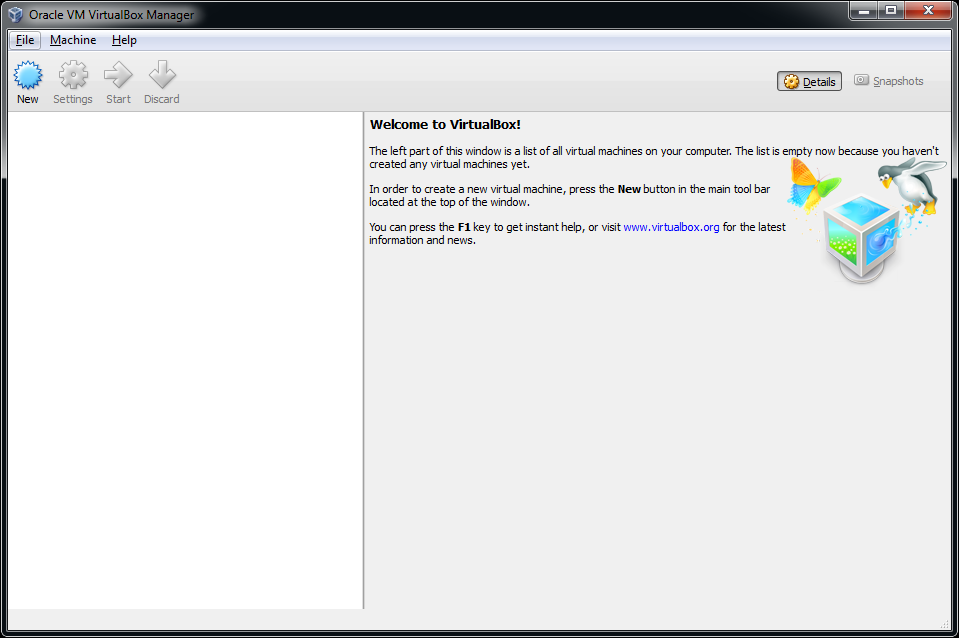 Oracle VM VirtualBox Manager
File Machine Help
New Settings Start Discard
Details Snapshots
Welcome to VirtualBox!
The left part of this window is a list of all virtual machines on your computer. The list is empty now because you haven't
created any virtual machines yet.
In order to create a new virtual machine, press the New button in the main tool bar
located at the top of the window.
You can press the F1 key to get instant help, or visit www.virtualbox.org for the latest
information and news.